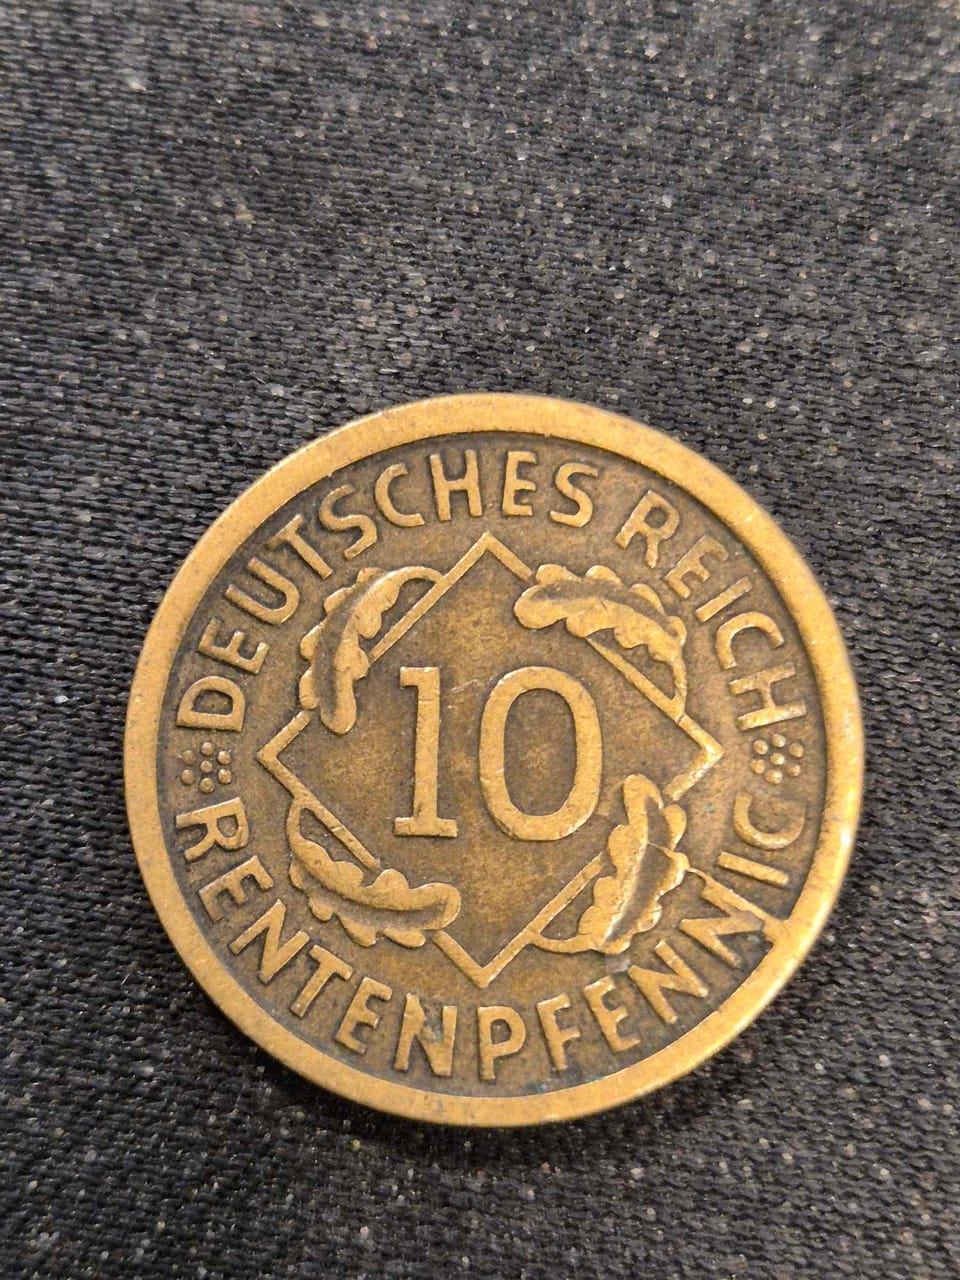 DEUTSCHES REICH
10
RENTENPFENNIG